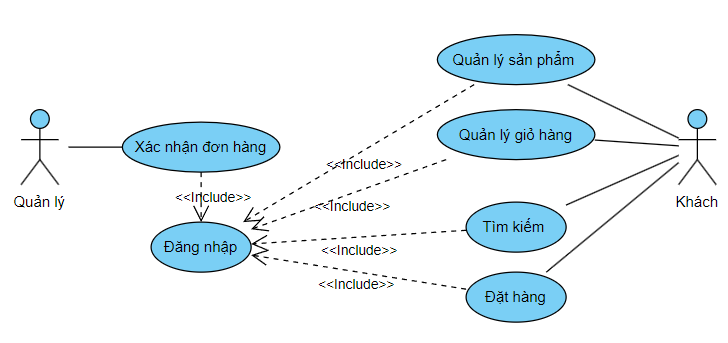 Quản lý sản phẩm
Quản lý giỏ hàng
Xác nhận đơn hàng
<<Include>>
<<Include>>
Quản lý
Khách
<<Include>>
Tìm kiếm
Đăng nhập
<<Include>>
<<Include>>
Đặt hàng